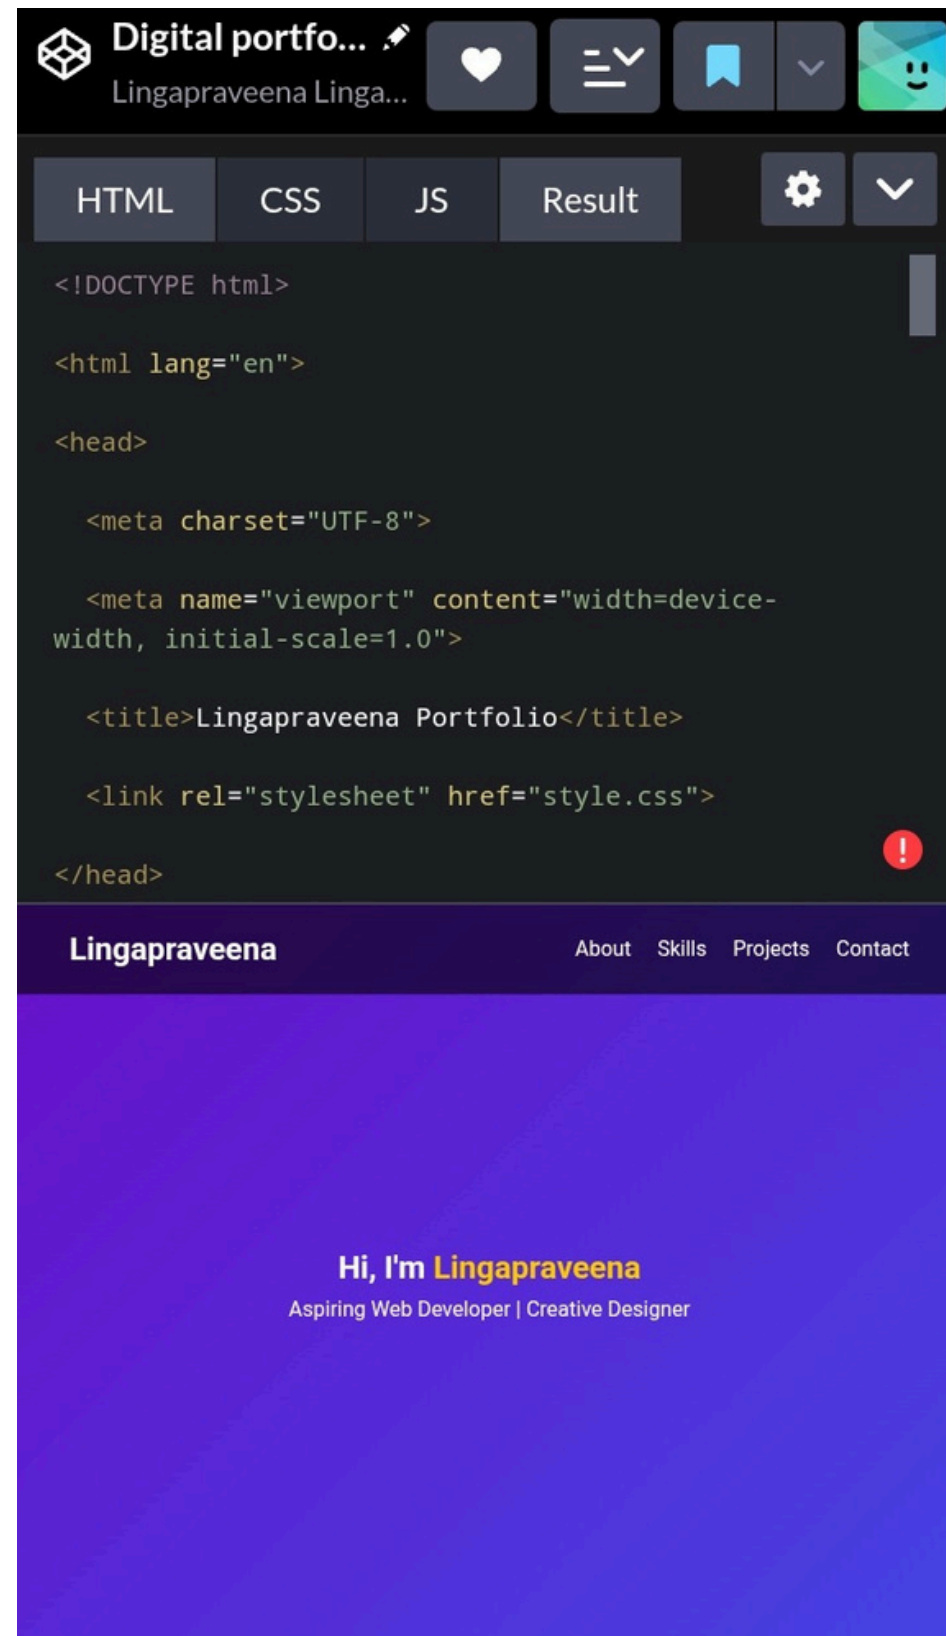 Digital portfo...
Lingapraveena Linga...
HTML CSS JS Result
<!DOCTYPE html>
<html lang="en">
<head>
<meta charset="UTF-8">
<meta name="viewport" content="width=device-
width, initial-scale=1.0">
<title>Lingapraveena Portfolio</title>
<link rel="stylesheet" href="style.css">
</head>
Lingapraveena About Skills Projects Contact
Hi, I'm Lingapraveena
Aspiring Web Developer | Creative Designer